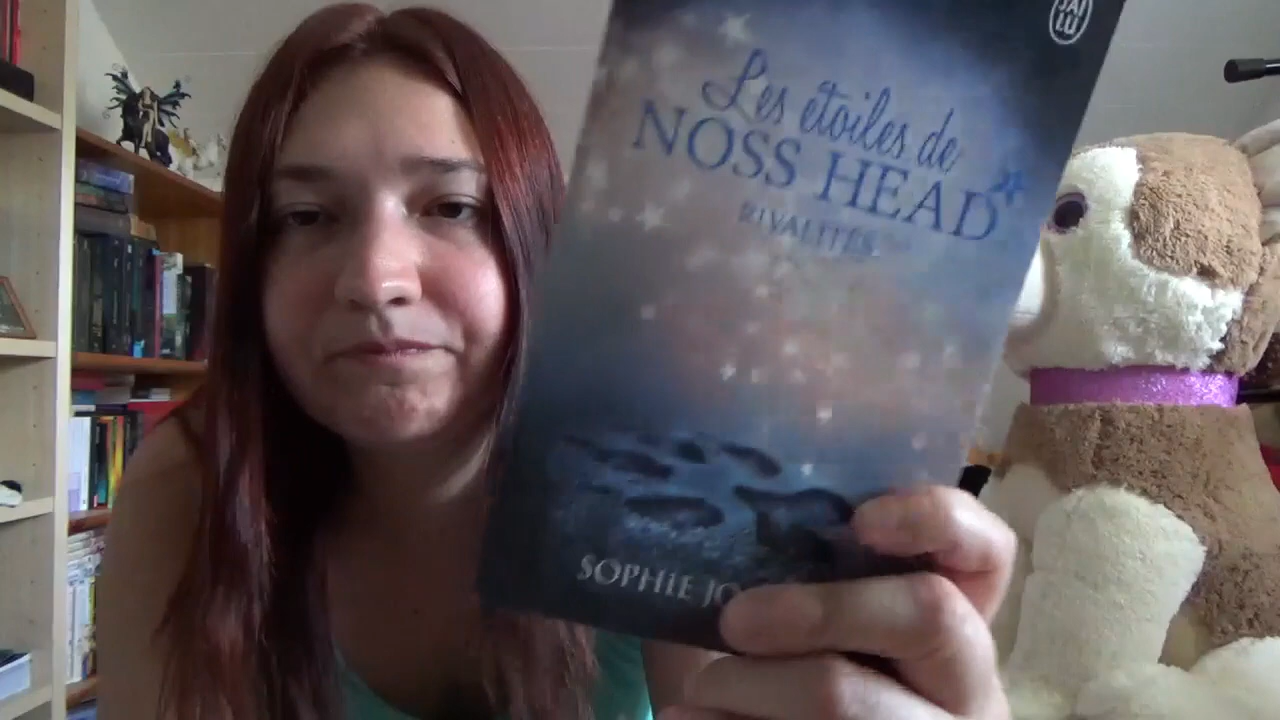 J'AI
LU
Les étoiles de
NOSS HEAD
RIVALITÉS
SOPHIE JO